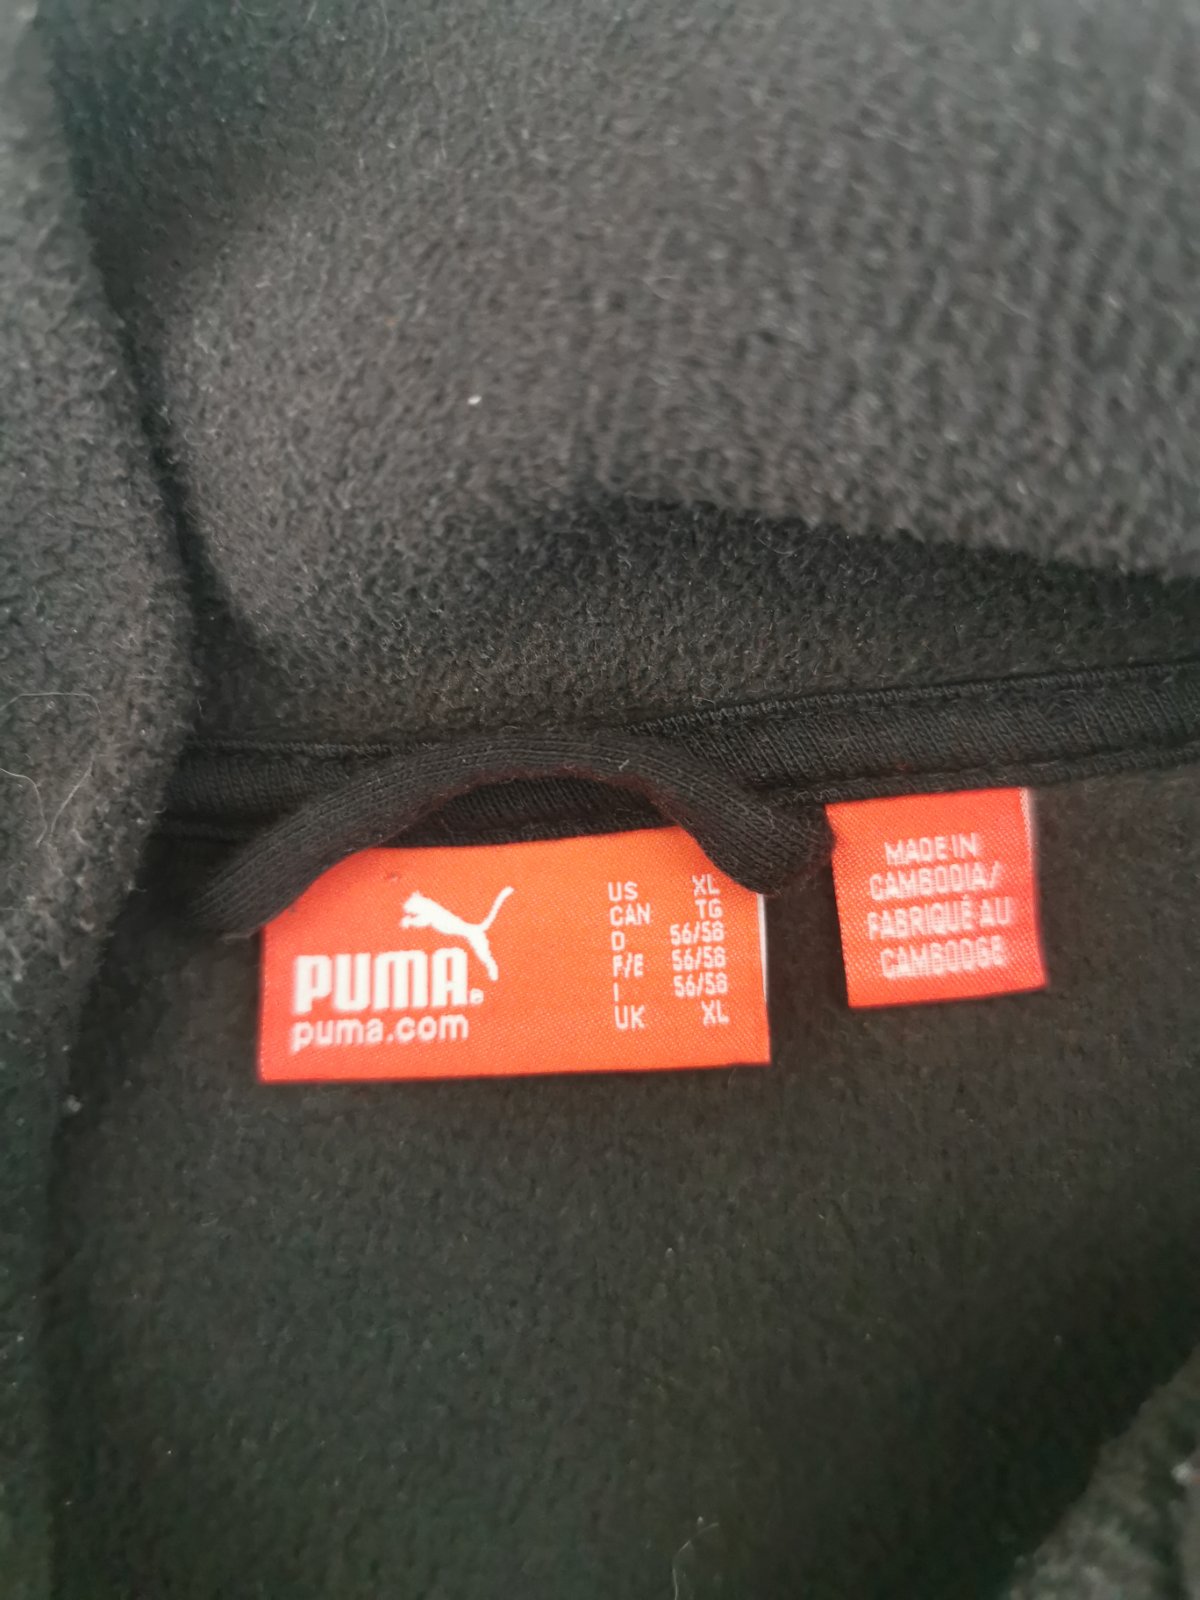 PUMA
puma.com
US XL
CAN TG
D 56/58
F/E 56/58
I 56/58
UK XL
MADE IN
CAMBODIA/
FABRIQUÉ AU
CAMBODGE